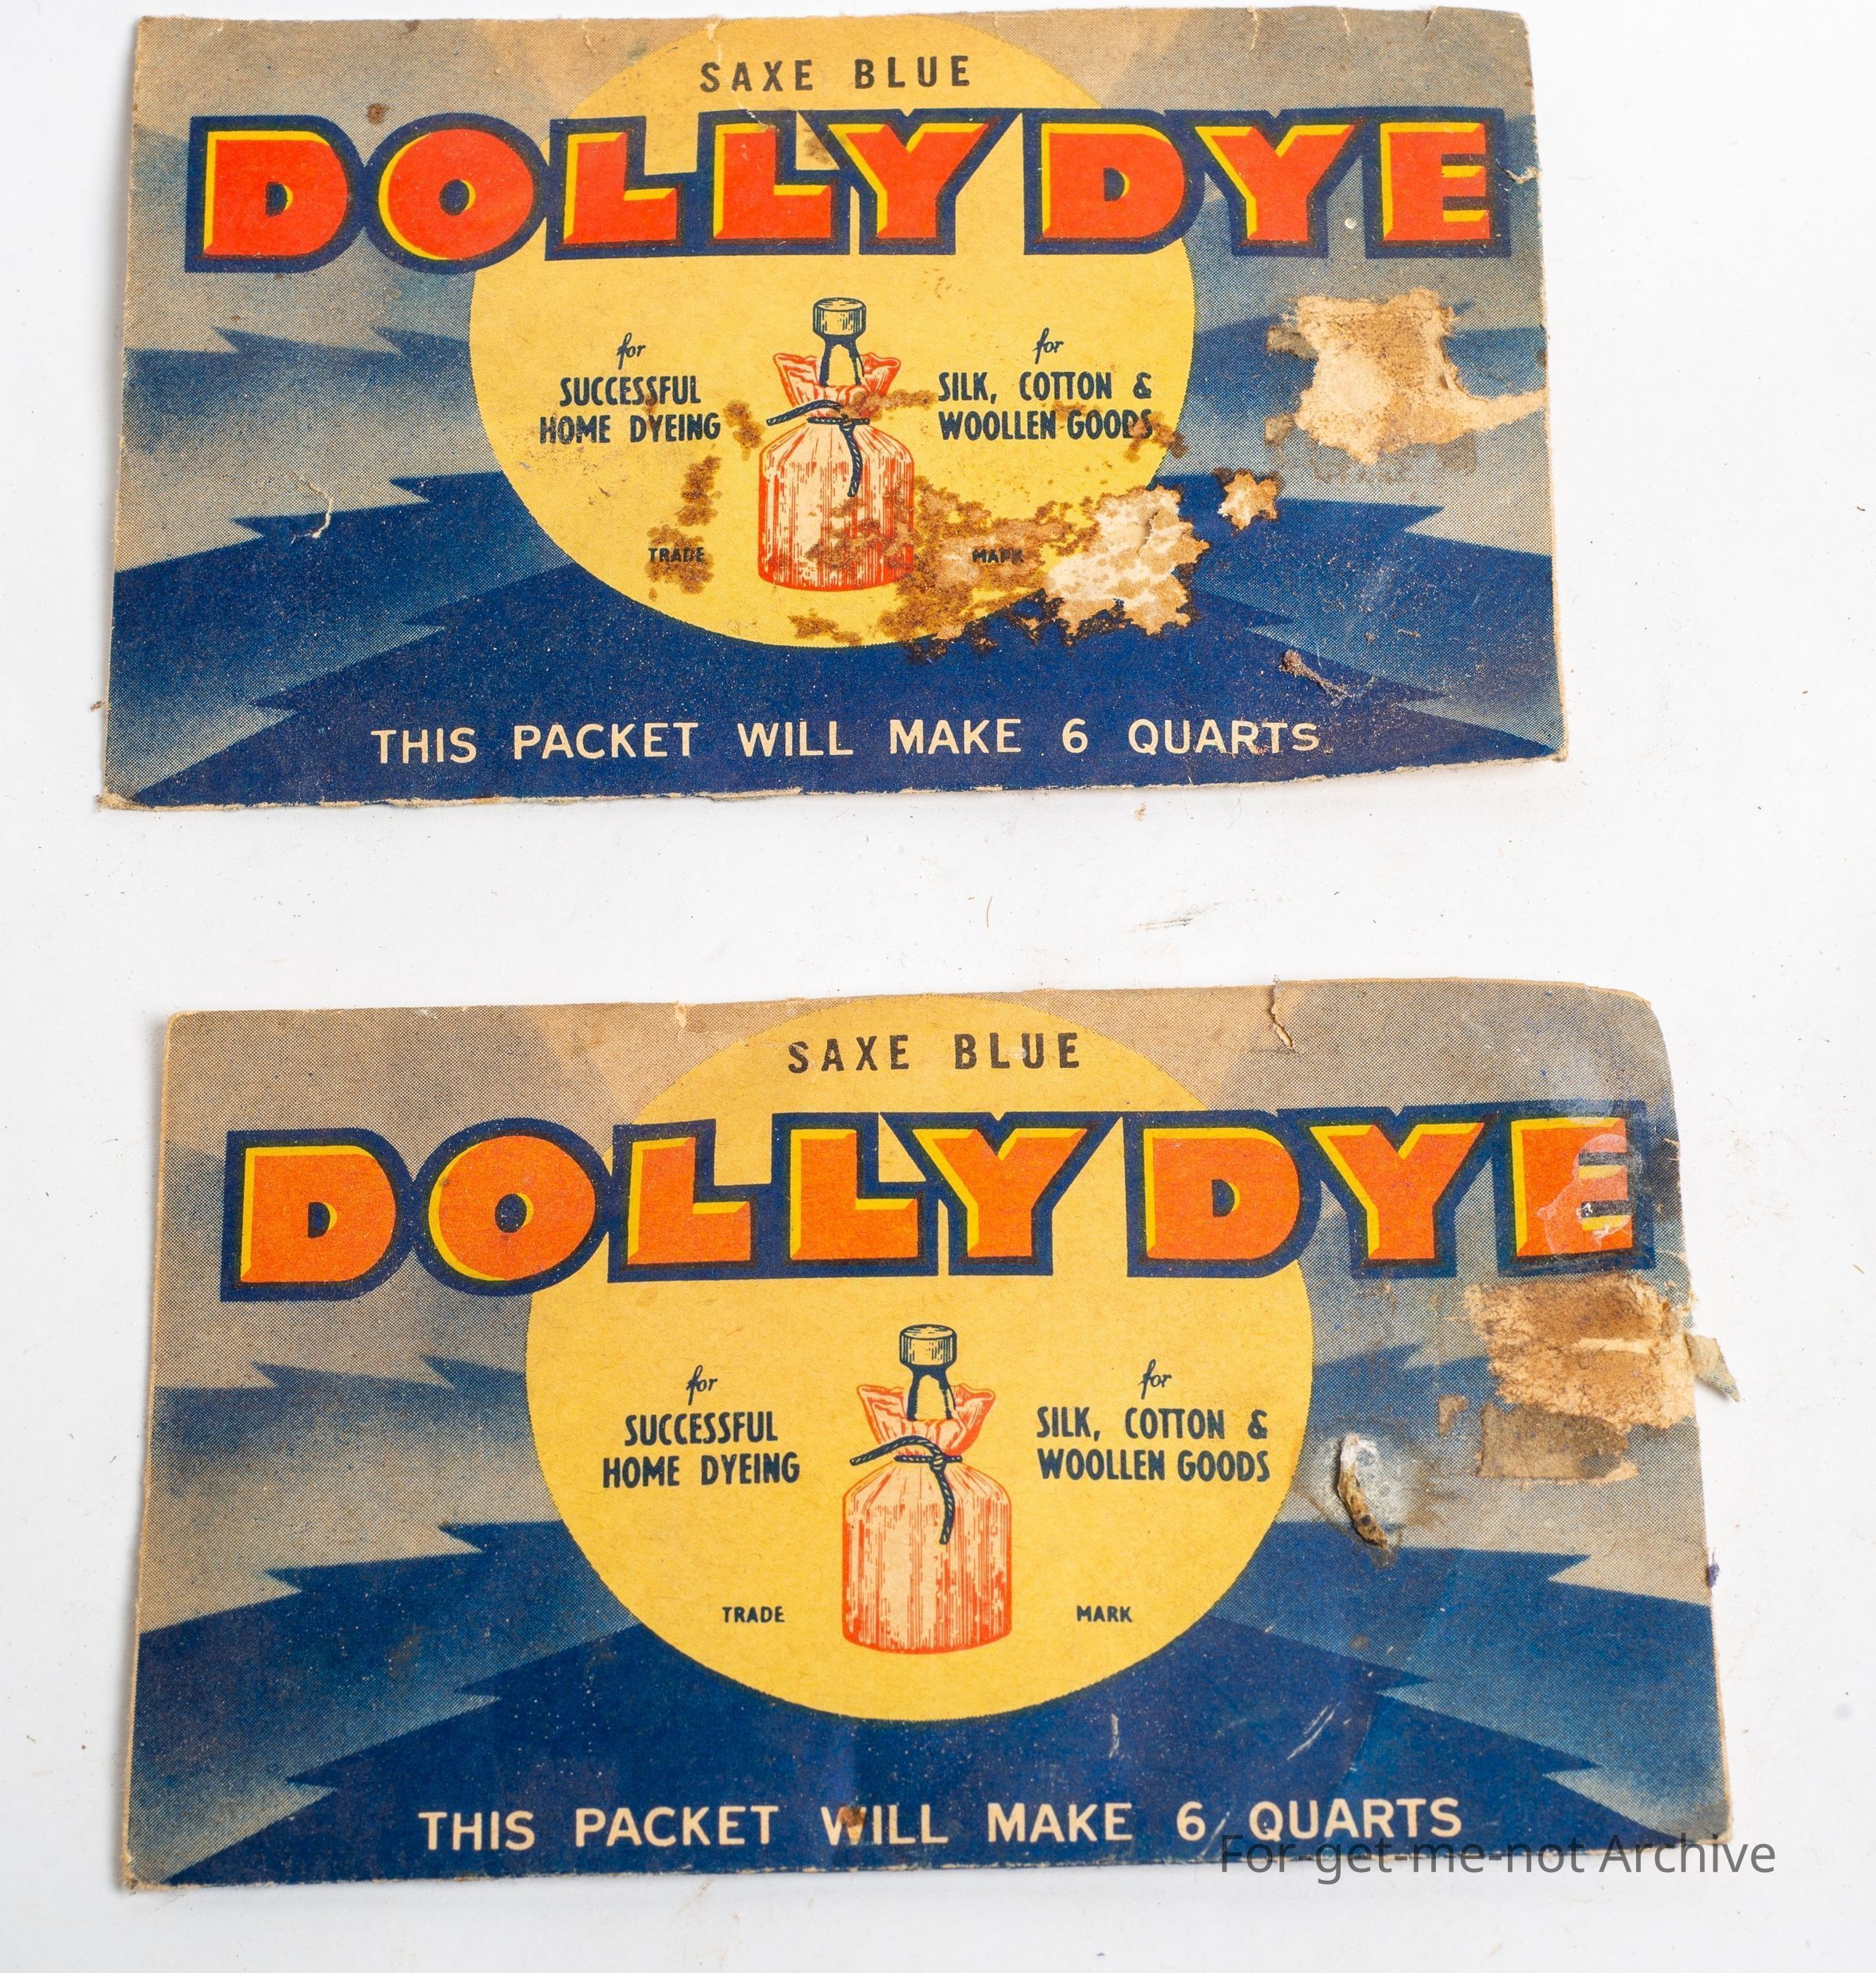 SAXE BLUE
DOLLY DYE
for
SUCCESSFUL
HOME DYEING
for
SILK, COTTON &
WOOLLEN GOODS
TRADE MARK
THIS PACKET WILL MAKE 6 QUARTS
SAXE BLUE
DOLLY DYE
for
SUCCESSFUL
HOME DYEING
for
SILK, COTTON &
WOOLLEN GOODS
TRADE MARK
THIS PACKET WILL MAKE 6 QUARTS
For-get-me-not Archive